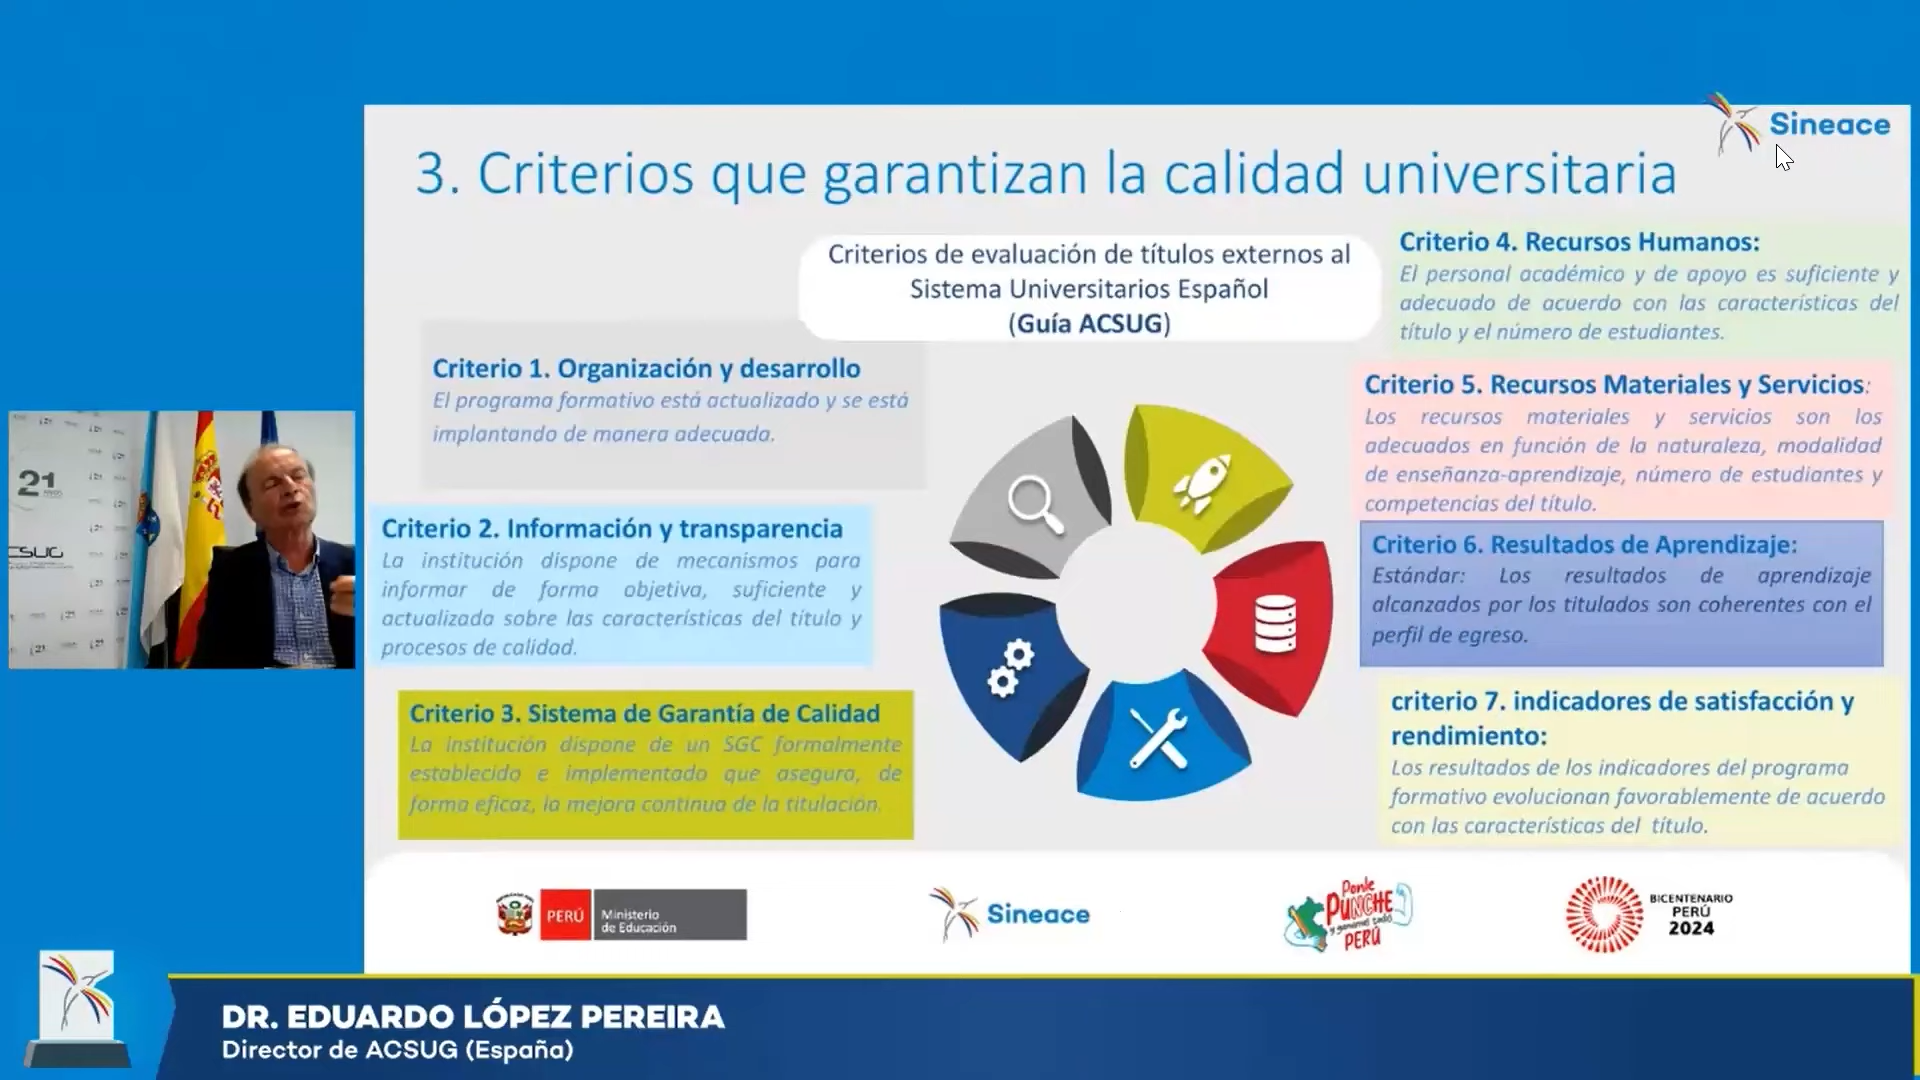 Sineace
3. Criterios que garantizan la calidad universitaria
Criterios de evaluación de títulos externos al
Sistema Universitarios Español
(Guía ACSUG)
Criterio 1. Organización y desarrollo
El programa formativo está actualizado y se está
implantando de manera adecuada.
Criterio 2. Información y transparencia
La institución dispone de mecanismos para
informar de forma objetiva, suficiente y
actualizada sobre las características del título y
procesos de calidad.
Criterio 3. Sistema de Garantía de Calidad
La institución dispone de un SGC formalmente
establecido e implementado que asegura, de
forma eficaz, la mejora continua de la titulación.
Criterio 4. Recursos Humanos:
El personal académico y de apoyo es suficiente y
adecuado de acuerdo con las características del
título y el número de estudiantes.
Criterio 5. Recursos Materiales y Servicios:
Los recursos materiales y servicios son los
adecuados en función de la naturaleza, modalidad
de enseñanza-aprendizaje, número de estudiantes y
competencias del título.
Criterio 6. Resultados de Aprendizaje:
Estándar: Los resultados de aprendizaje
alcanzados por los titulados son coherentes con el
perfil de egreso.
criterio 7. indicadores de satisfacción y
rendimiento:
Los resultados de los indicadores del programa
formativo evolucionan favorablemente de acuerdo
con las características del título.
21
CSUG
PERÚ
Ministerio
de Educación
Sineace
Ponle
PUNCHE
y ganamos todos
PERÚ
BICENTENARIO
PERÚ
2024
DR. EDUARDO LÓPEZ PEREIRA
Director de ACSUG (España)